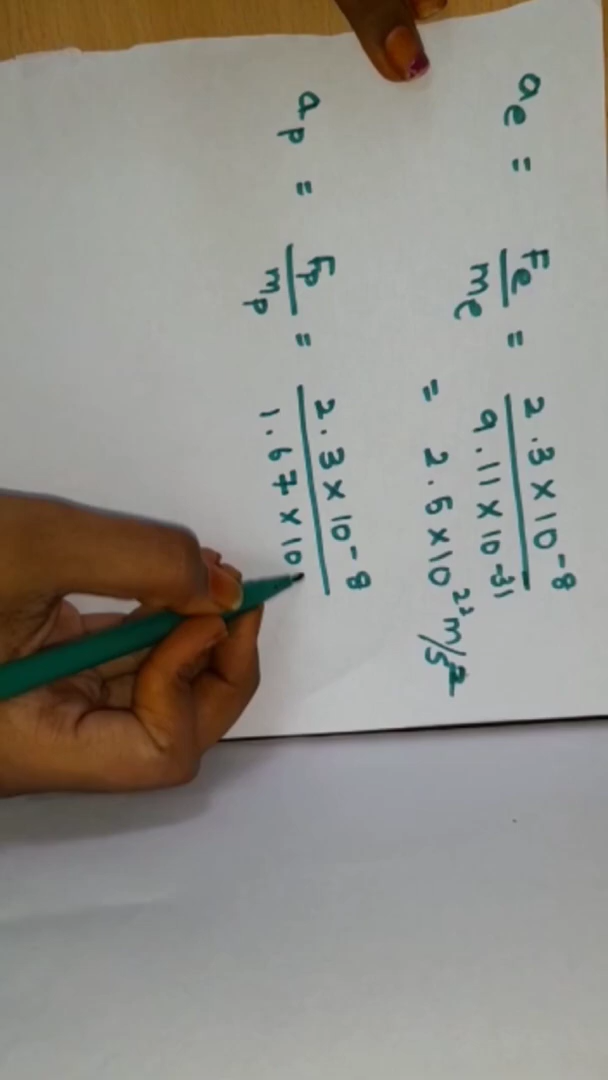 ae = Fe/me = 2.3 × 10⁻⁸/9.11 × 10⁻³¹
= 2.5 × 10²² m/s²
ap = Fp/mp = 2.3 × 10⁻⁸/1.67 × 10